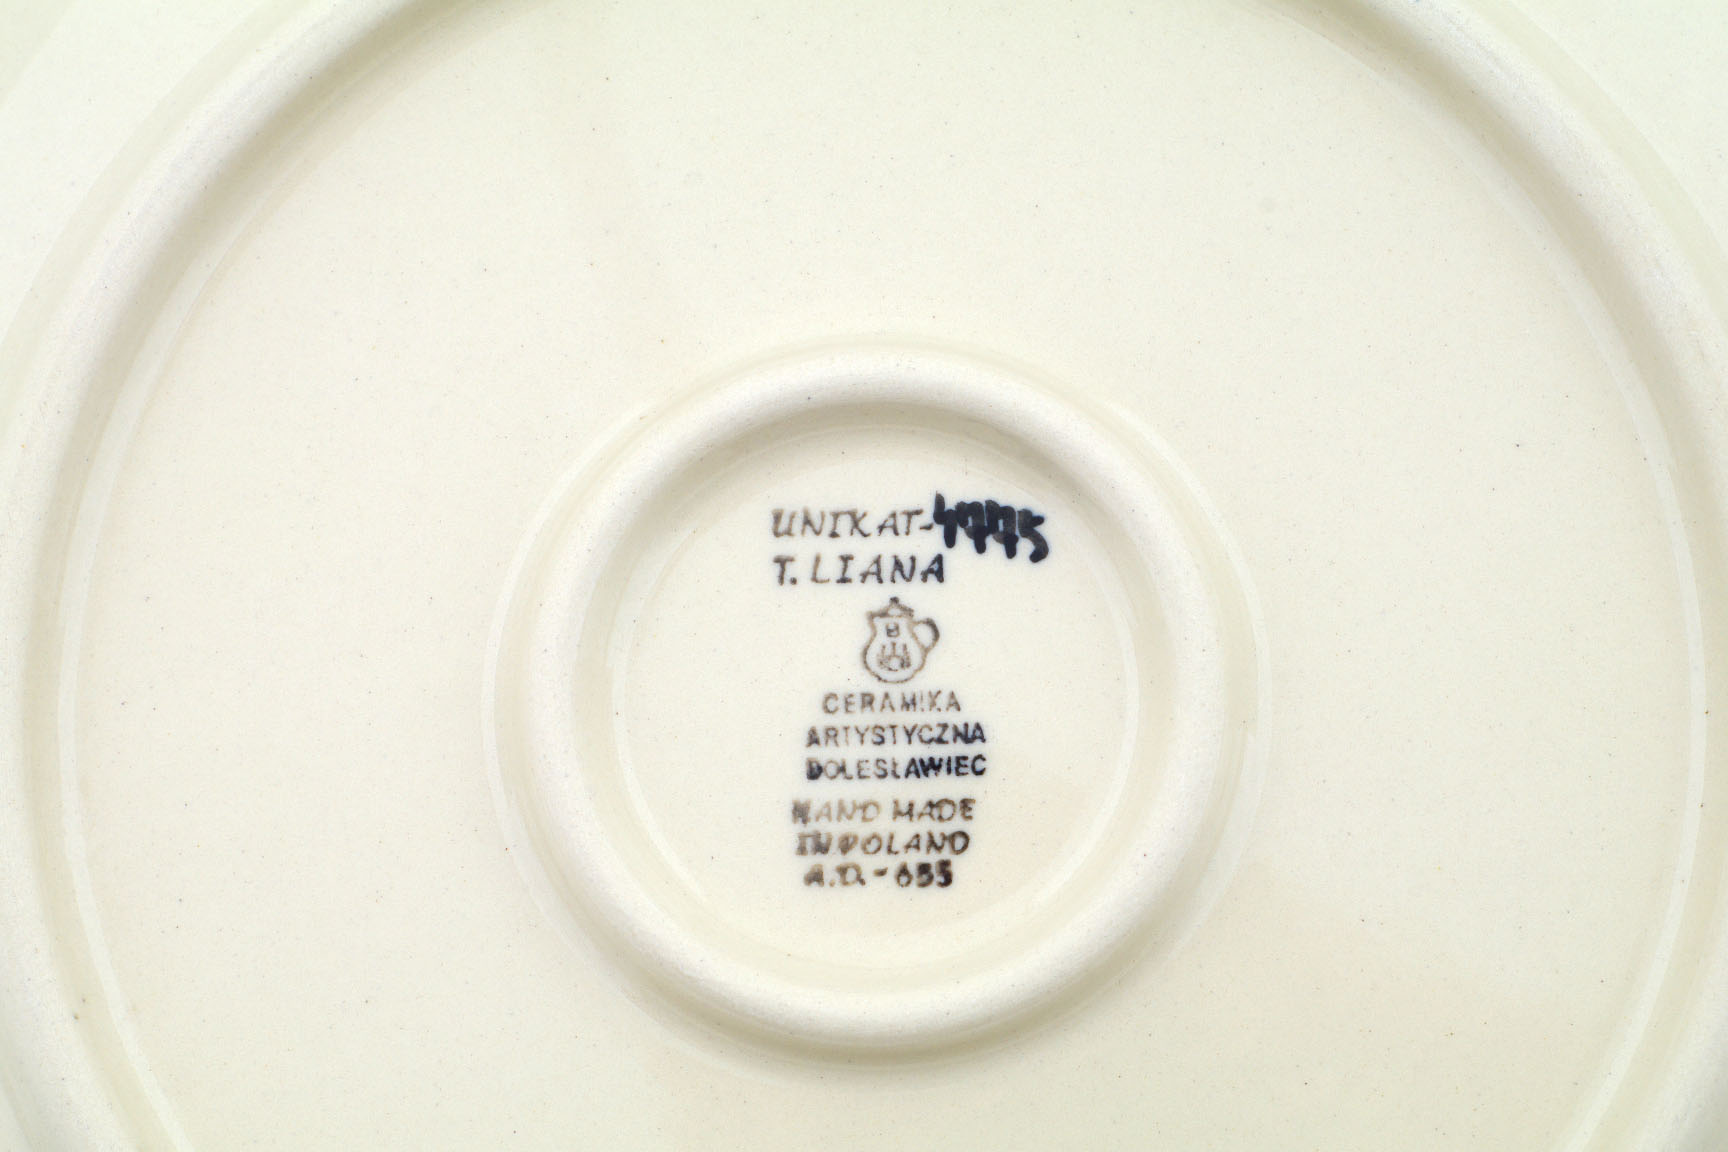 UNIKAT-4775
T. LIANA
B
CERAMIKA
ARTYSTYCZNA
BOLESŁAWIEC
HAND MADE
IN POLAND
A.D.-655